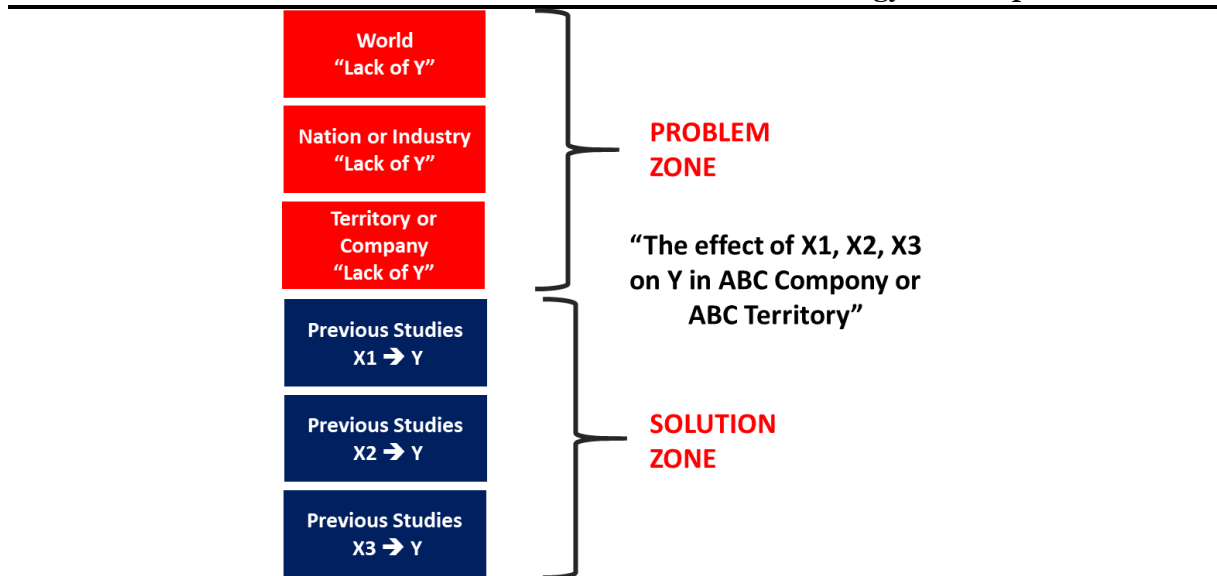 World
“Lack of Y”
Nation or Industry
“Lack of Y”
Territory or
Company
“Lack of Y”
Previous Studies
X1 ➔ Y
Previous Studies
X2 ➔ Y
Previous Studies
X3 ➔ Y
PROBLEM
ZONE
“The effect of X1, X2, X3
on Y in ABC Compony or
ABC Territory”
SOLUTION
ZONE